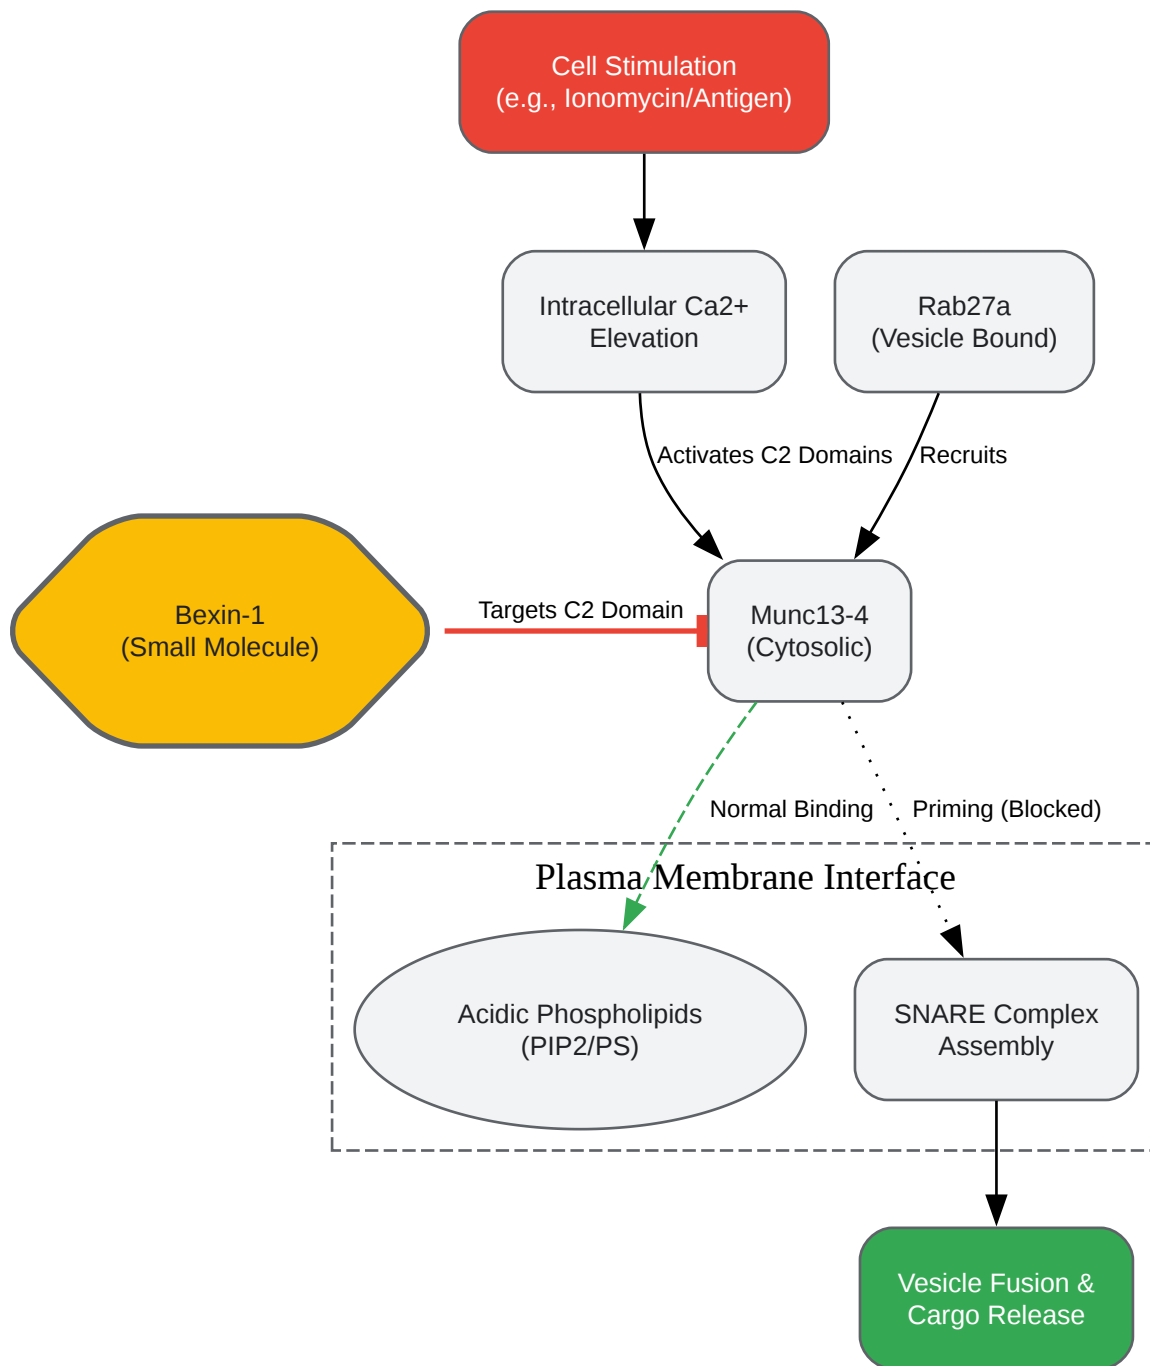 Cell Stimulation
(e.g., Ionomycin/Antigen)
Intracellular Ca2+
Elevation
Rab27a
(Vesicle Bound)
Activates C2 Domains
Recruits
Bexin-1
(Small Molecule)
Targets C2 Domain
Munc13-4
(Cytosolic)
Normal Binding
Priming (Blocked)
Plasma Membrane Interface
Acidic Phospholipids
(PIP2/PS)
SNARE Complex
Assembly
Vesicle Fusion &
Cargo Release